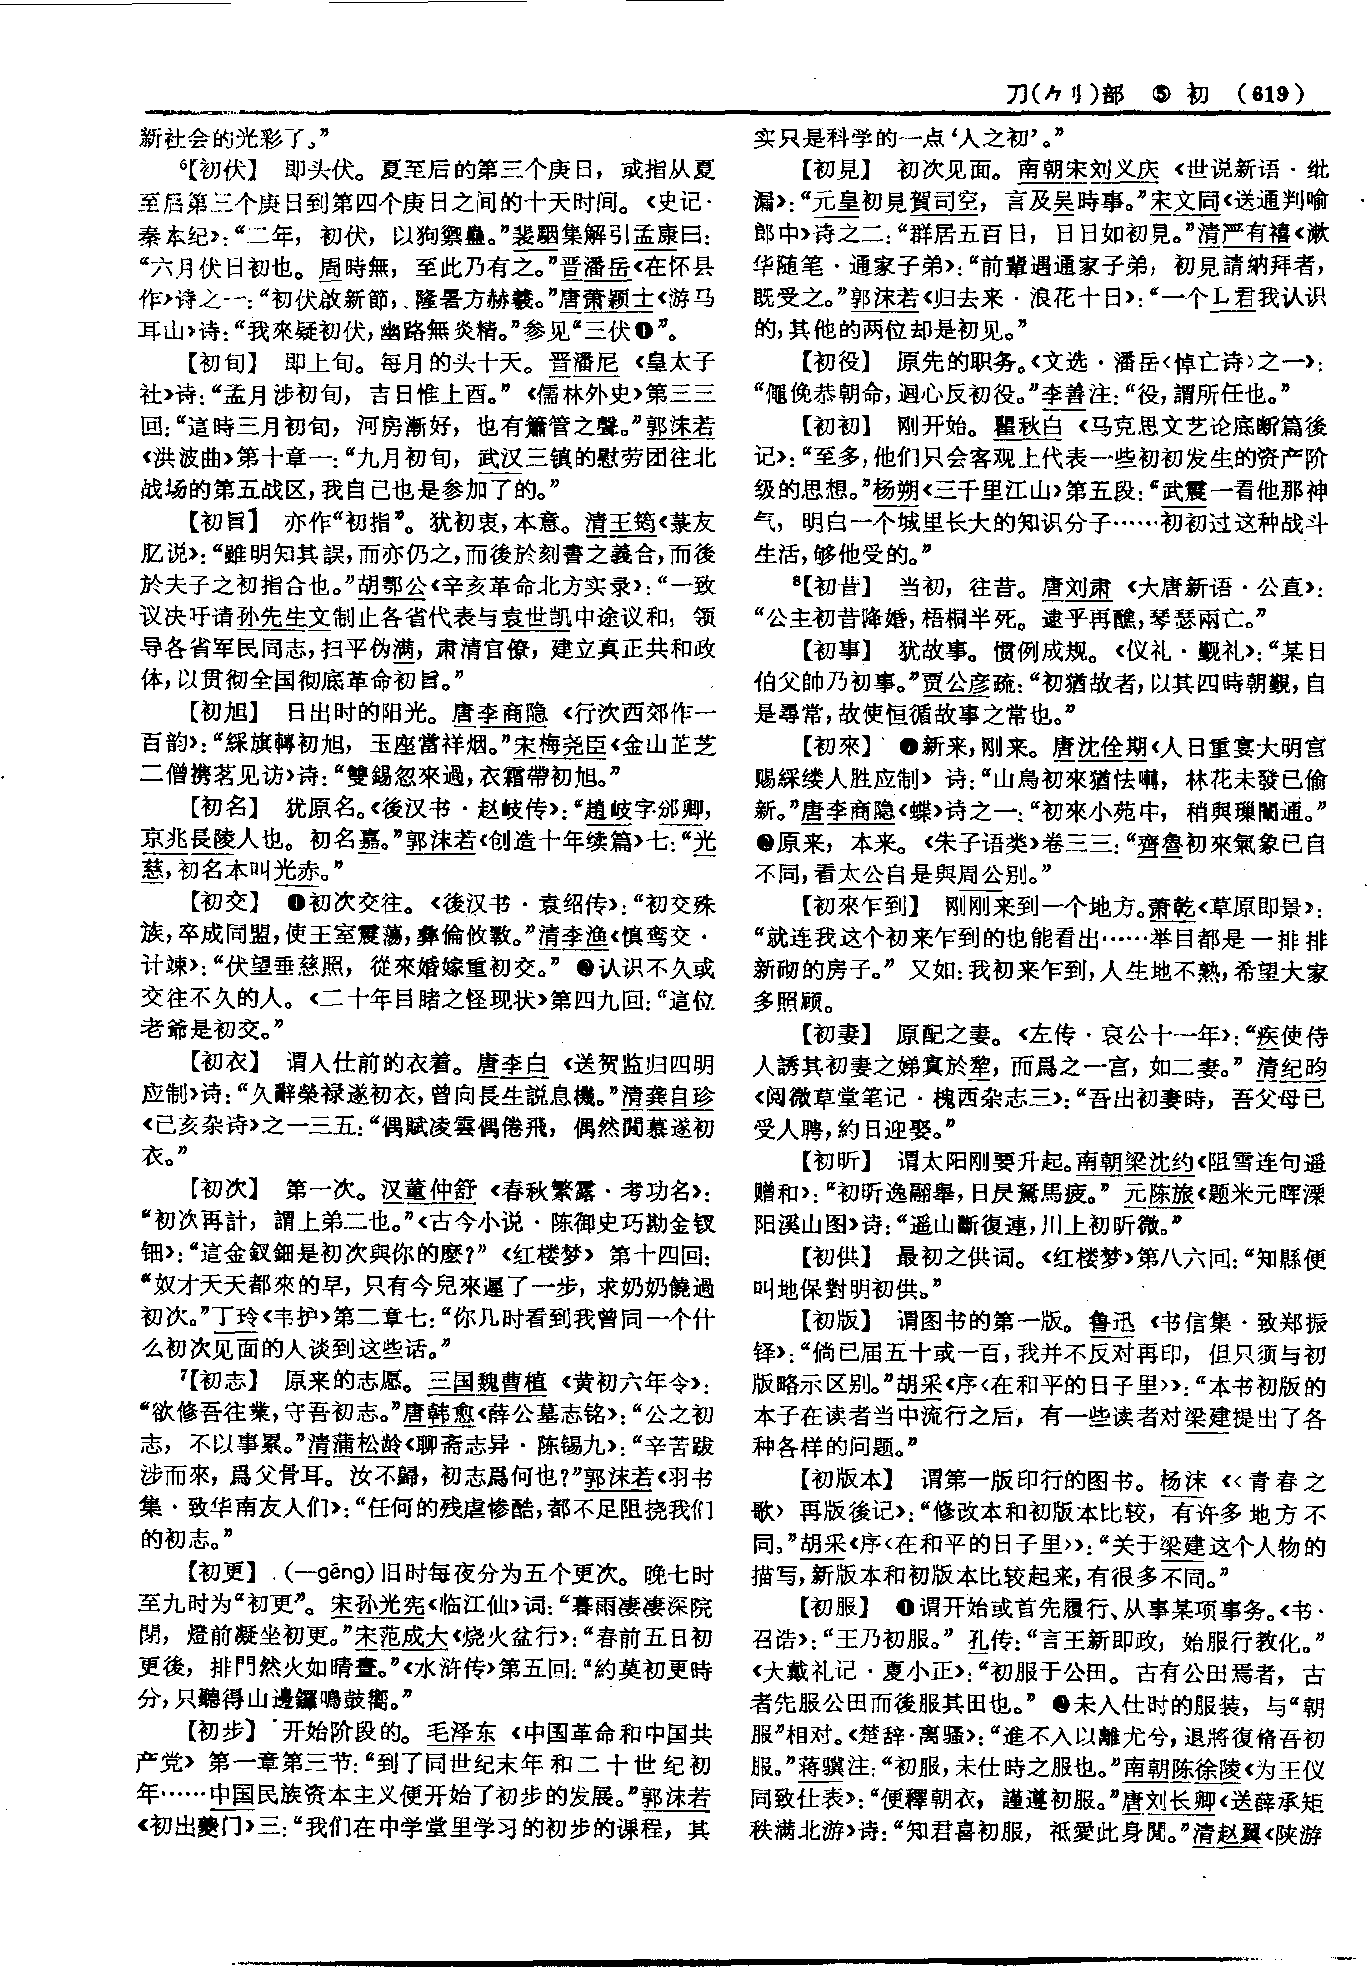 刀(⺈刂)部 ⑤ 初 (619)
新社会的光彩了。”
⁶【初伏】 即头伏。夏至后的第三个庚日，或指从夏
至后第三个庚日到第四个庚日之间的十天时间。《史记·
秦本纪》：“二年，初伏，以狗禦蠱。”裴駰集解引孟康曰：
“六月伏日初也。周時無，至此乃有之。”晋潘岳《在怀县
作》诗之一：“初伏啟新節，隆暑方赫羲。”唐萧颖士《游马
耳山》诗：“我來疑初伏，幽路無炎精。”参见“三伏❶”。
【初旬】 即上旬。每月的头十天。晋潘尼《皇太子
社》诗：“孟月涉初旬，吉日惟上酉。”《儒林外史》第三三
回：“這時三月初旬，河房漸好，也有簫管之聲。”郭沫若
《洪波曲》第十章一：“九月初旬，武汉三镇的慰劳团往北
战场的第五战区，我自己也是参加了的。”
【初旨】 亦作“初指”。犹初衷，本意。清王筠《菉友
肊说》：“雖明知其誤，而亦仍之，而後於刻書之義合，而後
於夫子之初指合也。”胡鄂公《辛亥革命北方实录》：“一致
议决吁请孙先生文制止各省代表与袁世凯中途议和，领
导各省军民同志，扫平伪满，肃清官僚，建立真正共和政
体，以贯彻全国彻底革命初旨。”
【初旭】 日出时的阳光。唐李商隐《行次西郊作一
百韵》：“綵旗轉初旭，玉座當祥烟。”宋梅尧臣《金山芷芝
二僧携茗见访》诗：“雙錫忽來過，衣霜帶初旭。”
【初名】 犹原名。《後汉书·赵岐传》：“趙岐字邠卿，
京兆長陵人也。初名嘉。”郭沫若《创造十年续篇》七：“光
慈，初名本叫光赤。”
【初交】 ❶初次交往。《後汉书·袁绍传》：“初交殊
族，卒成同盟，使王室震蕩，彝倫攸斁。”清李渔《慎鸾交·
计竦》：“伏望垂慈照，從來婚嫁重初交。” ❷认识不久或
交往不久的人。《二十年目睹之怪现状》第四九回：“這位
老爺是初交。”
【初衣】 谓入仕前的衣着。唐李白《送贺监归四明
应制》诗：“久辭榮禄遂初衣，曾向長生説息機。”清龚自珍
《己亥杂诗》之一三五：“偶賦凌雲偶倦飛，偶然閒慕遂初
衣。”
【初次】 第一次。汉董仲舒《春秋繁露·考功名》：
“初次再計，謂上弟二也。”《古今小说·陈御史巧勘金钗
钿》：“這金釵鈿是初次與你的麽？”《红楼梦》第十四回：
“奴才天天都來的早，只有今兒來遲了一步，求奶奶饒過
初次。”丁玲《韦护》第二章七：“你几时看到我曾同一个什
么初次见面的人谈到这些话。”
⁷【初志】 原来的志愿。三国魏曹植《黄初六年令》：
“欲修吾往業，守吾初志。”唐韩愈《薛公墓志铭》：“公之初
志，不以事累。”清蒲松龄《聊斋志异·陈锡九》：“辛苦跋
涉而來，爲父骨耳。汝不歸，初志爲何也？”郭沫若《羽书
集·致华南友人们》：“任何的残虐惨酷，都不足阻挠我们
的初志。”
【初更】 (—gēng)旧时每夜分为五个更次。晚七时
至九时为“初更”。宋孙光宪《临江仙》词：“暮雨凄凄深院
閉，燈前凝坐初更。”宋范成大《烧火盆行》：“春前五日初
更後，排門然火如晴晝。”《水浒传》第五回：“約莫初更時
分，只聽得山邊鑼鳴鼓響。”
【初步】 开始阶段的。毛泽东《中国革命和中国共
产党》第一章第三节：“到了同世纪末年和二十世纪初
年……中国民族资本主义便开始了初步的发展。”郭沫若
《初出夔门》三：“我们在中学堂里学习的初步的课程，其
实只是科学的一点‘人之初’。”
【初見】 初次见面。南朝宋刘义庆《世说新语·纰
漏》：“元皇初見賀司空，言及吴時事。”宋文同《送通判喻
郎中》诗之二：“群居五百日，日日如初見。”清严有禧《漱
华随笔·通家子弟》：“前輩遇通家子弟，初見請納拜者，
既受之。”郭沫若《归去来·浪花十日》：“一个L君我认识
的，其他的两位却是初见。”
【初役】 原先的职务。《文选·潘岳〈悼亡诗〉之一》：
“僶俛恭朝命，迴心反初役。”李善注：“役，謂所任也。”
【初初】 刚开始。瞿秋白《马克思文艺论底断篇後
记》：“至多，他们只会客观上代表一些初初发生的资产阶
级的思想。”杨朔《三千里江山》第五段：“武震一看他那神
气，明白一个城里长大的知识分子……初初过这种战斗
生活，够他受的。”
⁸【初昔】 当初，往昔。唐刘肃《大唐新语·公直》：
“公主初昔降婚，梧桐半死。逮乎再醮，琴瑟兩亡。”
【初事】 犹故事。惯例成规。《仪礼·觐礼》：“某日
伯父帥乃初事。”贾公彦疏：“初猶故者，以其四時朝覲，自
是尋常，故使恒循故事之常也。”
【初來】 ❶新来，刚来。唐沈佺期《人日重宴大明宫
赐綵缕人胜应制》诗：“山鳥初來猶怯囀，林花未發已偷
新。”唐李商隐《蝶》诗之一：“初來小苑中，稍與瑣闈通。”
❷原来，本来。《朱子语类》卷三三：“齊魯初來氣象已自
不同，看太公自是與周公别。”
【初來乍到】 刚刚来到一个地方。萧乾《草原即景》：
“就连我这个初来乍到的也能看出……举目都是一排排
新砌的房子。”又如：我初来乍到，人生地不熟，希望大家
多照顾。
【初妻】 原配之妻。《左传·哀公十一年》：“疾使侍
人誘其初妻之娣寘於犂，而爲之一宫，如二妻。”清纪昀
《阅微草堂笔记·槐西杂志三》：“吾出初妻時，吾父母已
受人聘，約日迎娶。”
【初昕】 谓太阳刚要升起。南朝梁沈约《阻雪连句遥
赠和》：“初昕逸翮舉，日昃駑馬疲。”元陈旅《题米元晖溧
阳溪山图》诗：“遥山斷復連，川上初昕微。”
【初供】 最初之供词。《红楼梦》第八六回：“知縣便
叫地保對明初供。”
【初版】 谓图书的第一版。鲁迅《书信集·致郑振
铎》：“倘已届五十或一百，我并不反对再印，但只须与初
版略示区别。”胡采《序〈在和平的日子里〉》：“本书初版的
本子在读者当中流行之后，有一些读者对梁建提出了各
种各样的问题。”
【初版本】 谓第一版印行的图书。杨沫《〈青春之
歌〉再版後记》：“修改本和初版本比较，有许多地方不
同。”胡采《序〈在和平的日子里〉》：“关于梁建这个人物的
描写，新版本和初版本比较起来，有很多不同。”
【初服】 ❶谓开始或首先履行、从事某项事务。《书·
召诰》：“王乃初服。”孔传：“言王新即政，始服行教化。”
《大戴礼记·夏小正》：“初服于公田。古有公田焉者，古
者先服公田而後服其田也。” ❷未入仕时的服装，与“朝
服”相对。《楚辞·离骚》：“進不入以離尤兮，退將復脩吾初
服。”蒋骥注：“初服，未仕時之服也。”南朝陈徐陵《为王仪
同致仕表》：“便釋朝衣，謹遵初服。”唐刘长卿《送薛承矩
秩满北游》诗：“知君喜初服，祇愛此身閒。”清赵翼《陕游